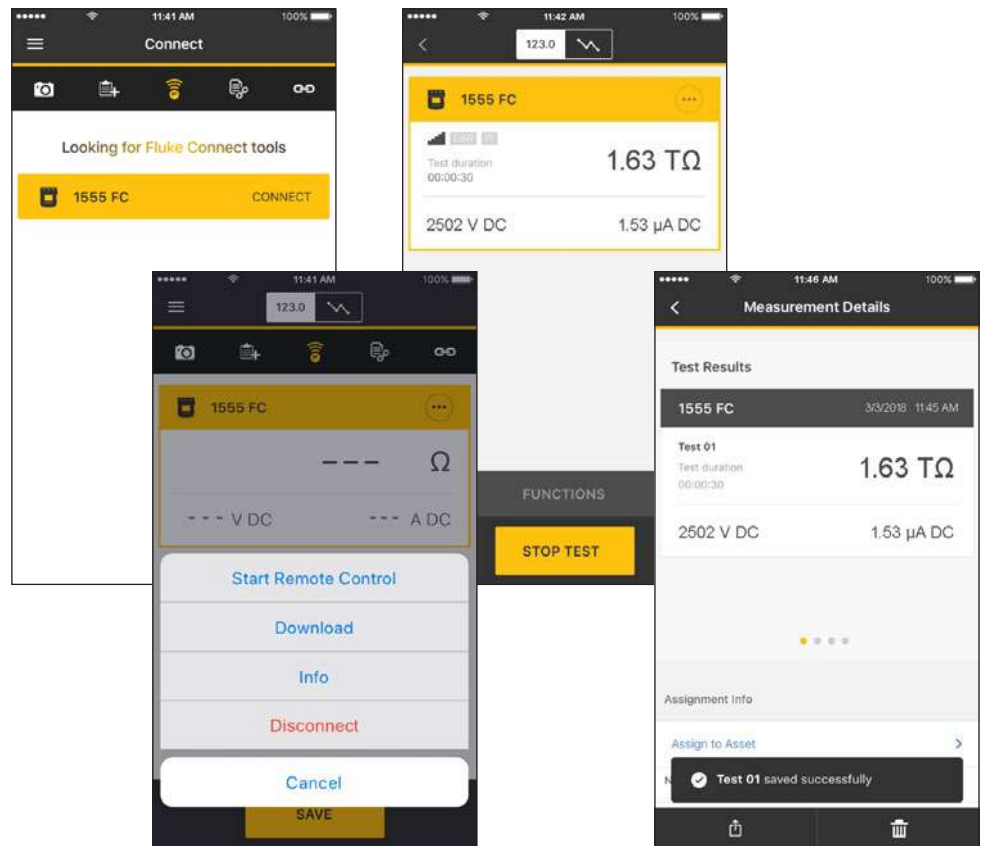 11:41 AM 100%
Connect
Looking for Fluke Connect tools
1555 FC CONNECT
11:42 AM 100%
123.0
1555 FC
Test duration
00:00:30
1.63 TΩ
2502 V DC 1.53 µA DC
FUNCTIONS
STOP TEST
11:41 AM 100%
123.0
1555 FC
--- Ω
--- V DC --- A DC
Start Remote Control
Download
Info
Disconnect
Cancel
SAVE
11:46 AM 100%
Measurement Details
Test Results
1555 FC 3/3/2018 11:45 AM
Test 01
Test duration
00:00:30
1.63 TΩ
2502 V DC 1.53 µA DC
Assignment Info
Assign to Asset
Test 01 saved successfully